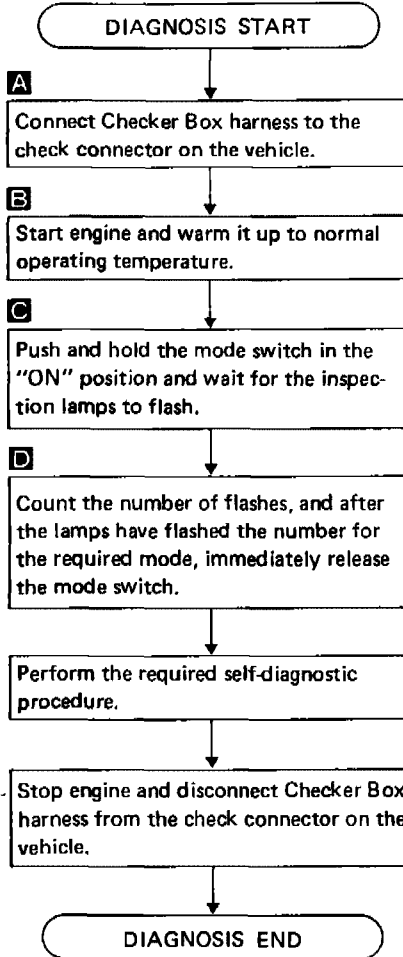 DIAGNOSIS START
A
Connect Checker Box harness to the
check connector on the vehicle.
B
Start engine and warm it up to normal
operating temperature.
C
Push and hold the mode switch in the
"ON" position and wait for the inspec-
tion lamps to flash.
D
Count the number of flashes, and after
the lamps have flashed the number for
the required mode, immediately release
the mode switch.
Perform the required self-diagnostic
procedure.
Stop engine and disconnect Checker Box
harness from the check connector on the
vehicle.
DIAGNOSIS END